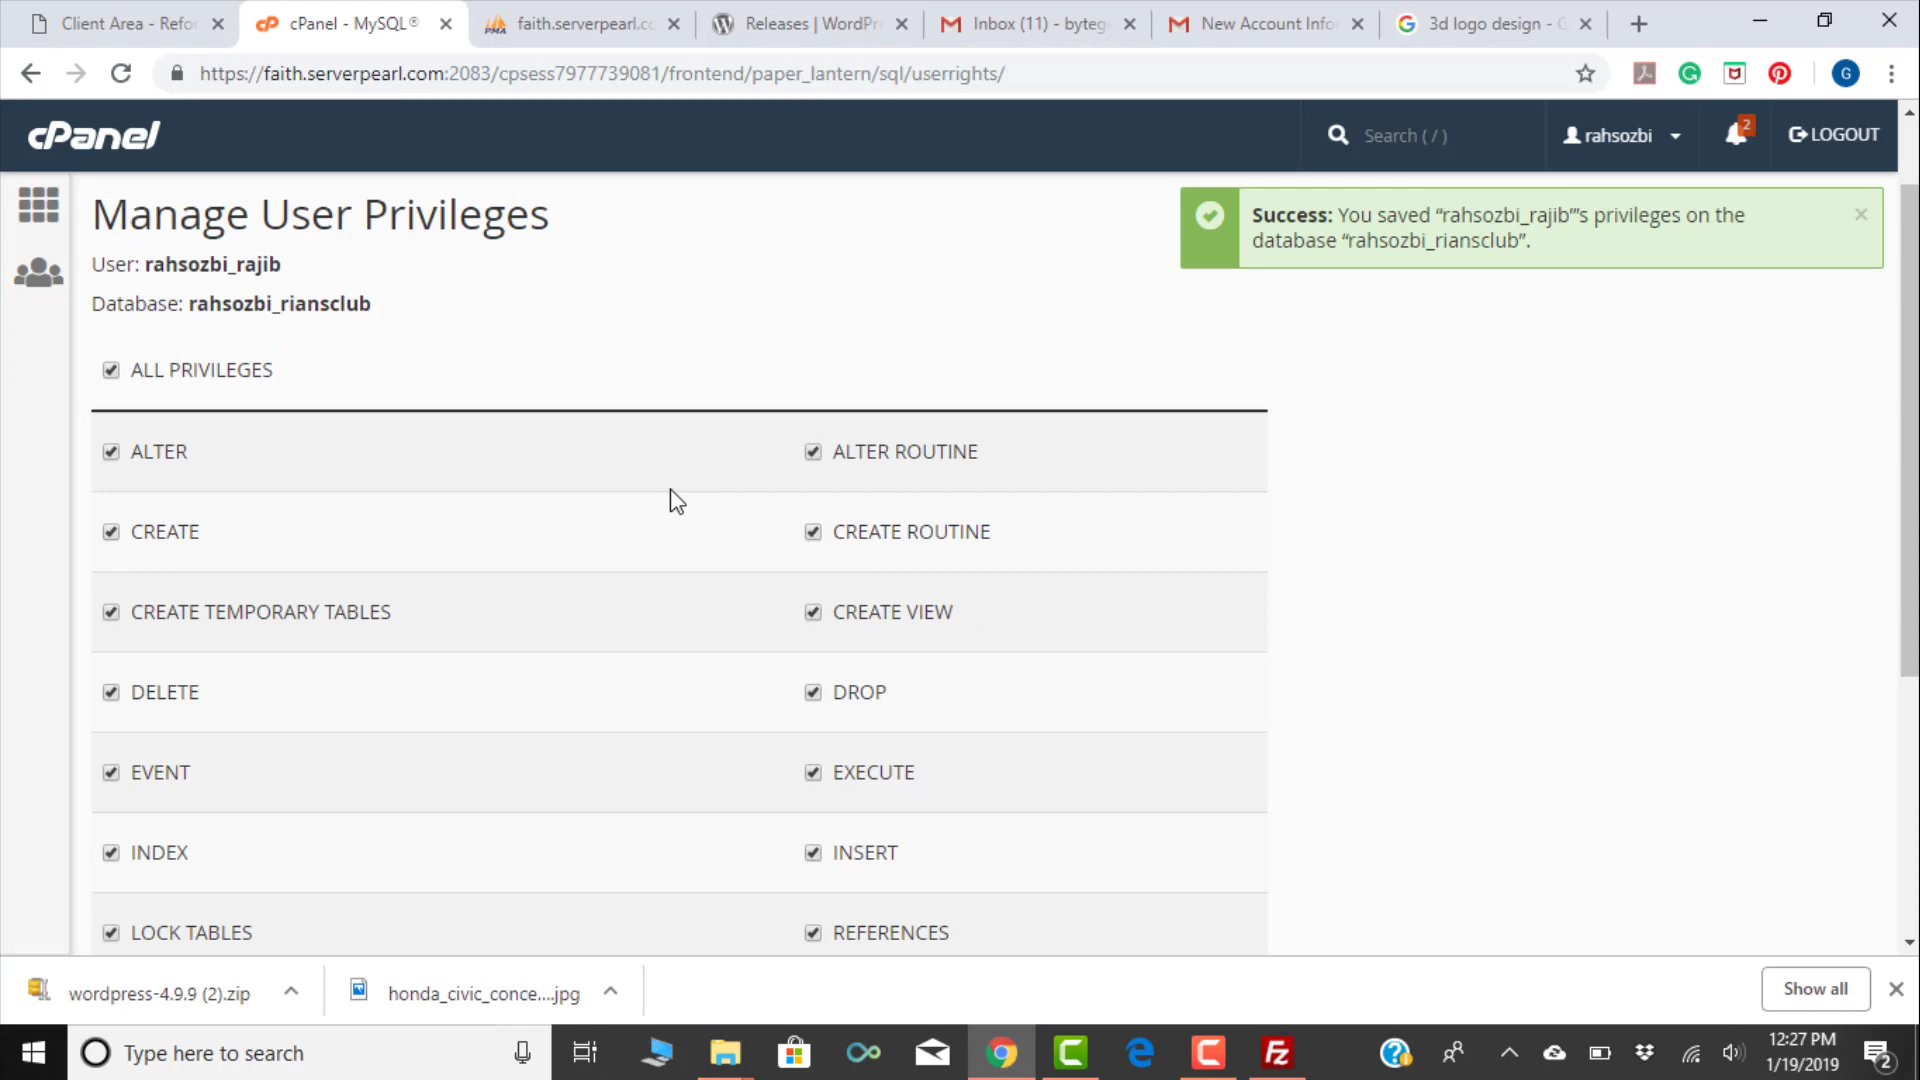 Client Area - Refor
cPanel - MySQL®
faith.serverpearl.co
Releases | WordPr
Inbox (11) - byteg
New Account Info
3d logo design - G
https://faith.serverpearl.com:2083/cpsess7977739081/frontend/paper_lantern/sql/userrights/
G
cPanel
Search ( / )
rahsozbi
2
LOGOUT
Manage User Privileges
Success: You saved “rahsozbi_rajib”’s privileges on the
database “rahsozbi_riansclub”.
User: rahsozbi_rajib
Database: rahsozbi_riansclub
ALL PRIVILEGES
ALTER
ALTER ROUTINE
CREATE
CREATE ROUTINE
CREATE TEMPORARY TABLES
CREATE VIEW
DELETE
DROP
EVENT
EXECUTE
INDEX
INSERT
LOCK TABLES
REFERENCES
wordpress-4.9.9 (2).zip
honda_civic_conce....jpg
Show all
Type here to search
12:27 PM
1/19/2019
2